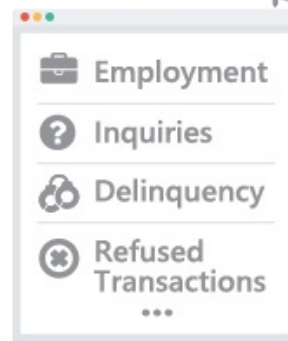 Employment
Inquiries
Delinquency
Refused
Transactions
...